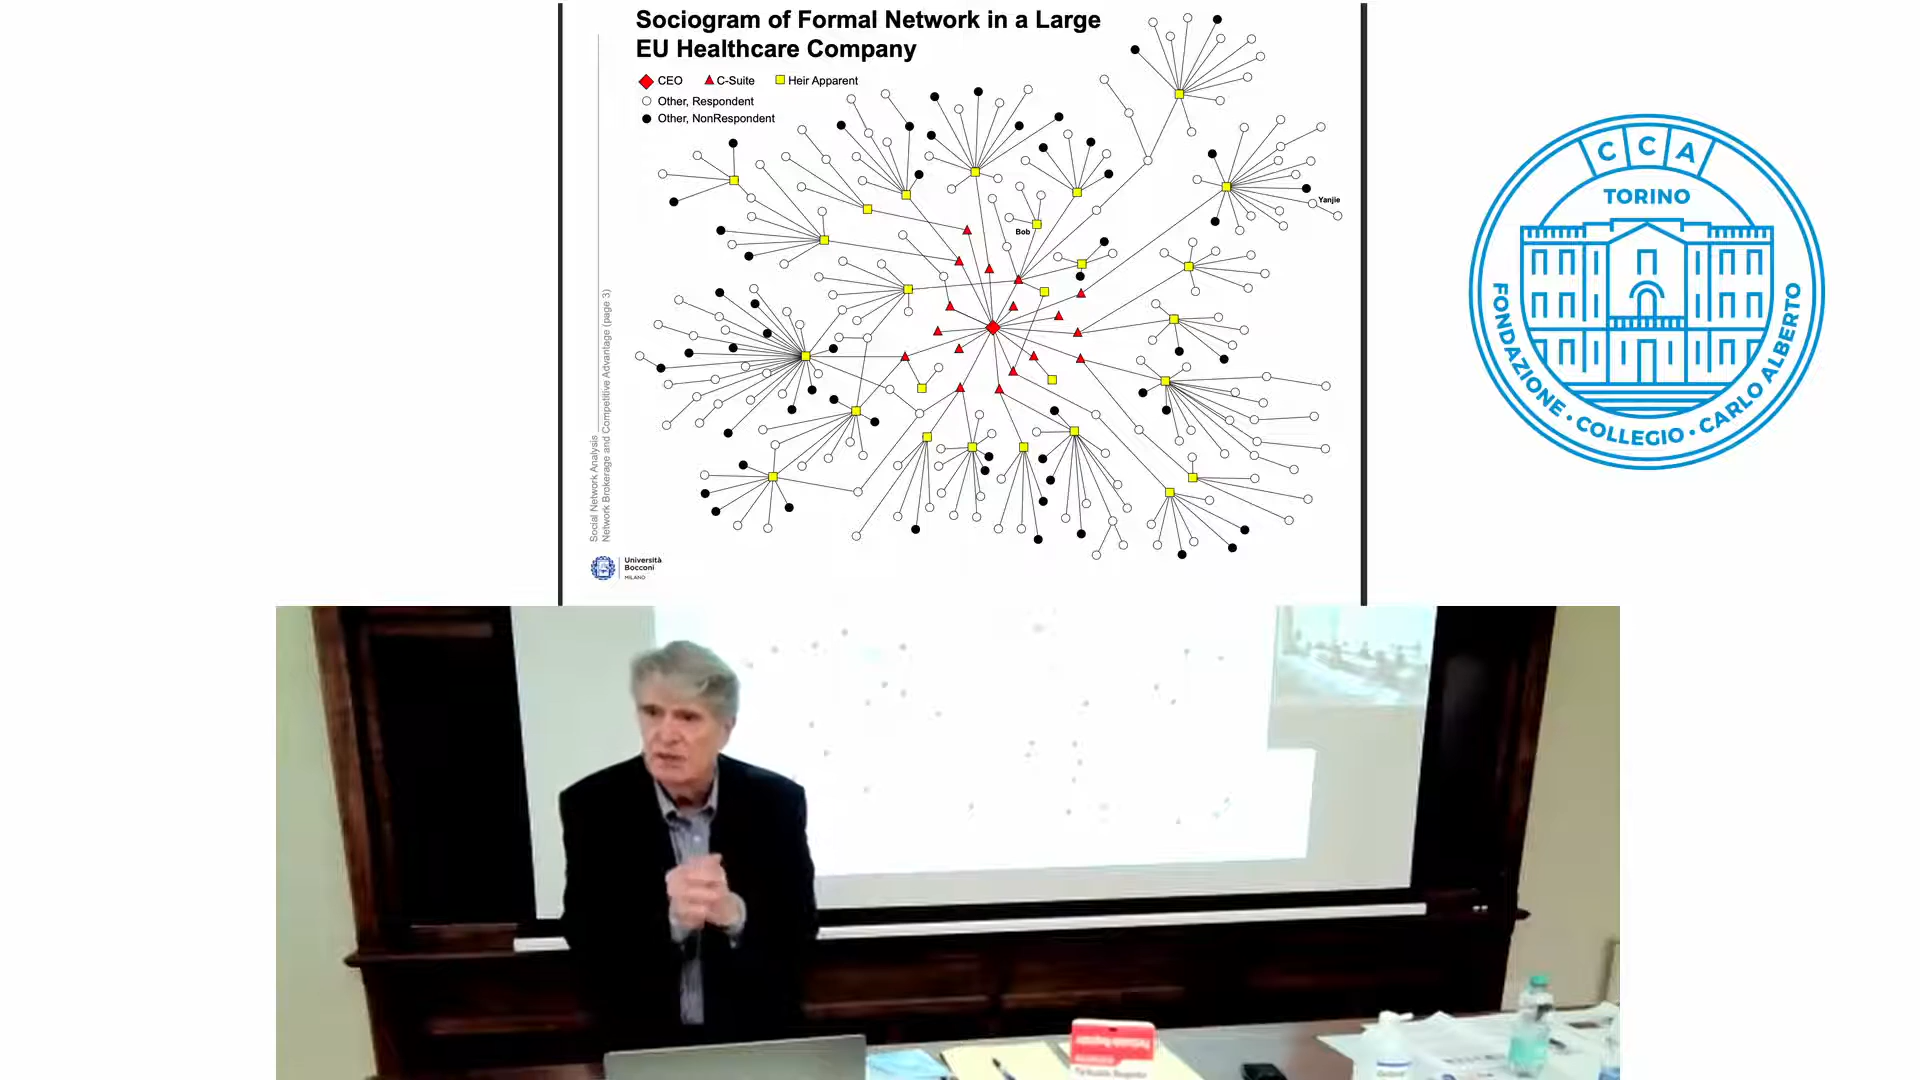 Sociogram of Formal Network in a Large
EU Healthcare Company
CEO
C-Suite
Heir Apparent
Other, Respondent
Other, NonRespondent
Yanjie
Bob
Social Network Analysis
Network Brokerage and Competitive Advantage (page 3)
Università
Bocconi
MILANO
CCA
TORINO
FONDAZIONE • COLLEGIO • CARLO ALBERTO